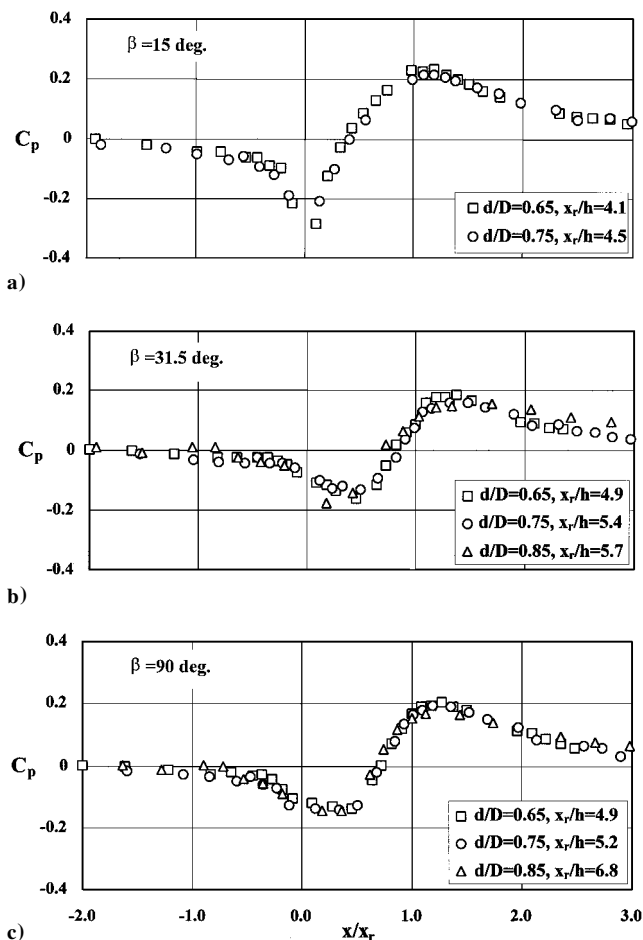 0.4
β =15 deg.
0.2
Cp
0
-0.2
d/D=0.65, xr/h=4.1
d/D=0.75, xr/h=4.5
-0.4
a)
0.4
β =31.5 deg.
0.2
Cp
0
-0.2
d/D=0.65, xr/h=4.9
d/D=0.75, xr/h=5.4
d/D=0.85, xr/h=5.7
-0.4
b)
0.4
β =90 deg.
0.2
Cp
0
-0.2
d/D=0.65, xr/h=4.9
d/D=0.75, xr/h=5.2
d/D=0.85, xr/h=6.8
-0.4
-2.0 -1.0 0.0 1.0 2.0 3.0
c) x/xr